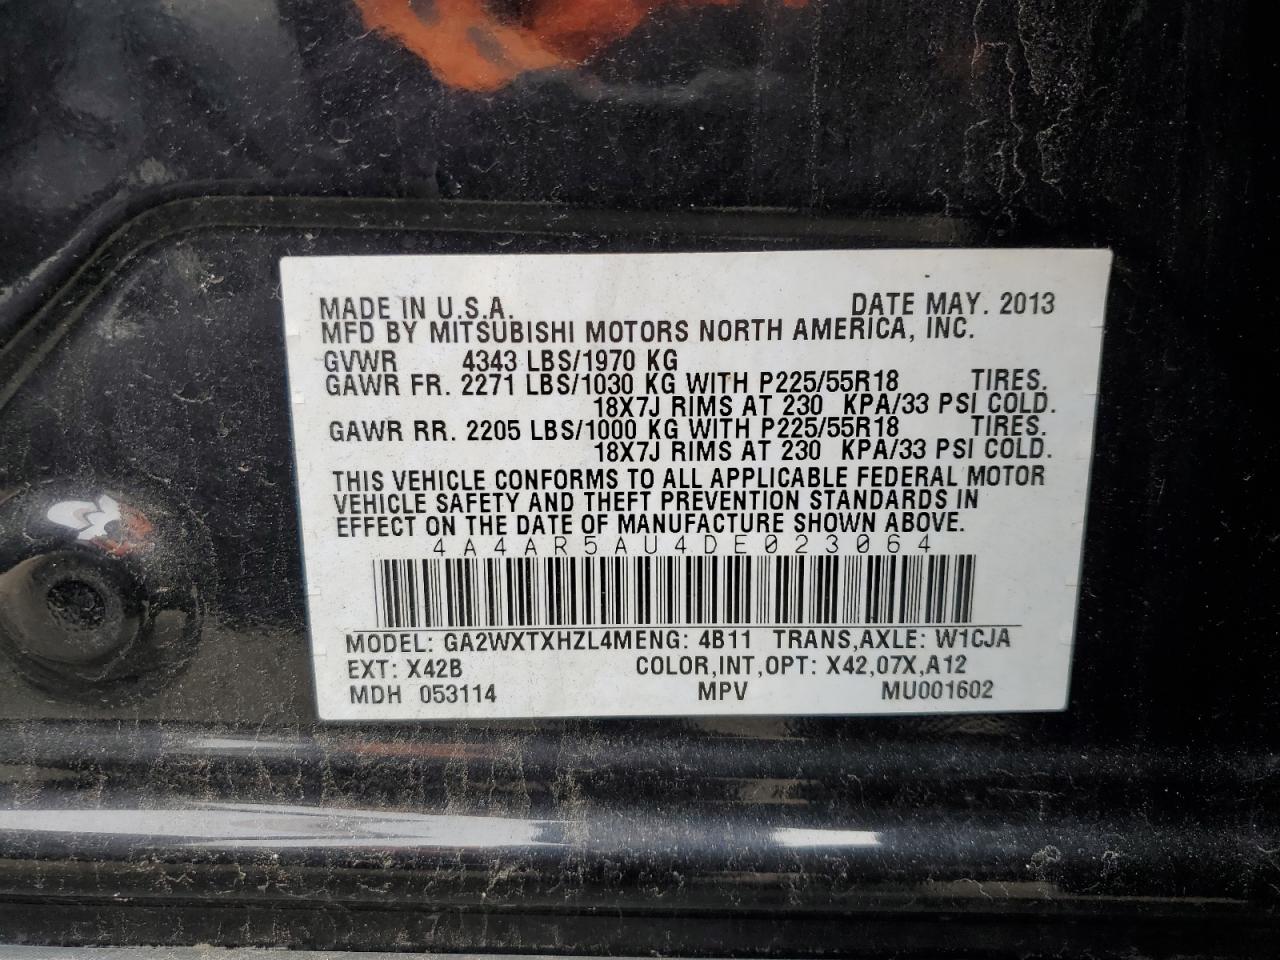 MADE IN U.S.A. DATE MAY. 2013
MFD BY MITSUBISHI MOTORS NORTH AMERICA, INC.
GVWR 4343 LBS/1970 KG
GAWR FR. 2271 LBS/1030 KG WITH P225/55R18 TIRES.
18X7J RIMS AT 230 KPA/33 PSI COLD.
GAWR RR. 2205 LBS/1000 KG WITH P225/55R18 TIRES.
18X7J RIMS AT 230 KPA/33 PSI COLD.
THIS VEHICLE CONFORMS TO ALL APPLICABLE FEDERAL MOTOR
VEHICLE SAFETY AND THEFT PREVENTION STANDARDS IN
EFFECT ON THE DATE OF MANUFACTURE SHOWN ABOVE.
4A4AR5AU4DE023064
MODEL: GA2WXTXHZL4MENG: 4B11 TRANS,AXLE: W1CJA
EXT: X42B COLOR,INT,OPT: X42,07X,A12
MDH 053114 MPV MU001602